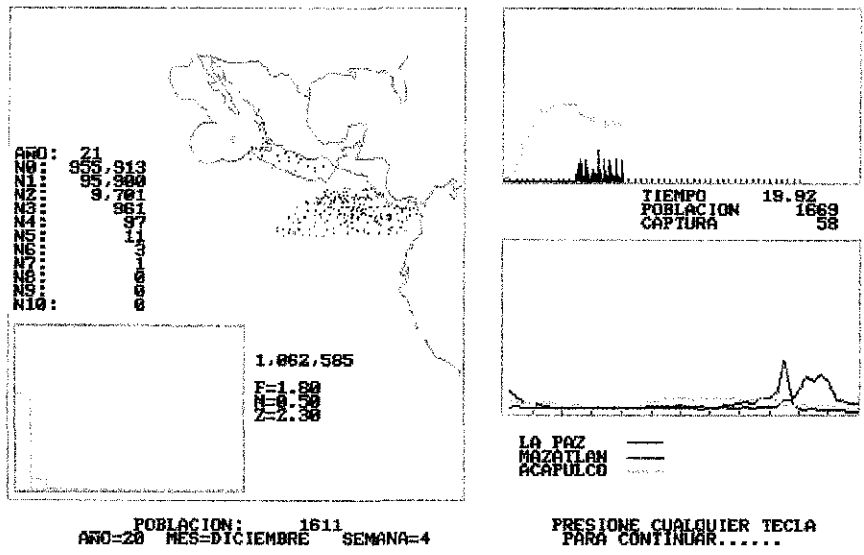 AÑO: 21
N0: 955,913
N1: 95,900
N2: 9,701
N3: 961
N4: 97
N5: 11
N6: 3
N7: 1
N8: 0
N9: 0
N10: 0
1,062,585
F=1.80
M=0.50
Z=2.30
POBLACION: 1611
AÑO=20 MES=DICIEMBRE SEMANA=4
TIEMPO 19.92
POBLACION 1669
CAPTURA 58
LA PAZ
MAZATLAN
ACAPULCO
PRESIONE CUALQUIER TECLA
PARA CONTINUAR......